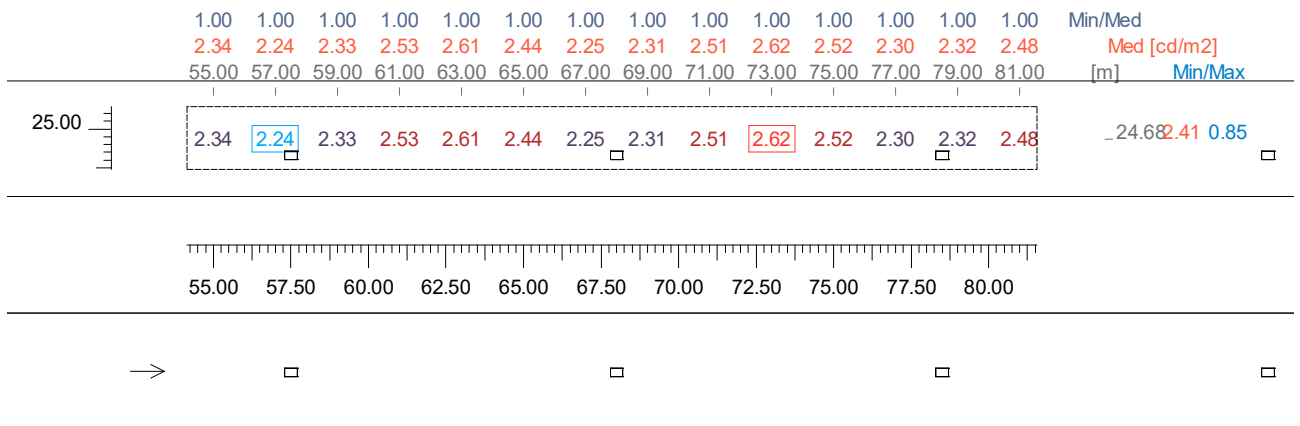 1.00 1.00 1.00 1.00 1.00 1.00 1.00 1.00 1.00 1.00 1.00 1.00 1.00 1.00 Min/Med
2.34 2.24 2.33 2.53 2.61 2.44 2.25 2.31 2.51 2.62 2.52 2.30 2.32 2.48 Med [cd/m2]
55.00 57.00 59.00 61.00 63.00 65.00 67.00 69.00 71.00 73.00 75.00 77.00 79.00 81.00 [m] Min/Max
25.00 2.34 2.24 2.33 2.53 2.61 2.44 2.25 2.31 2.51 2.62 2.52 2.30 2.32 2.48 24.68 2.41 0.85
55.00 57.50 60.00 62.50 65.00 67.50 70.00 72.50 75.00 77.50 80.00